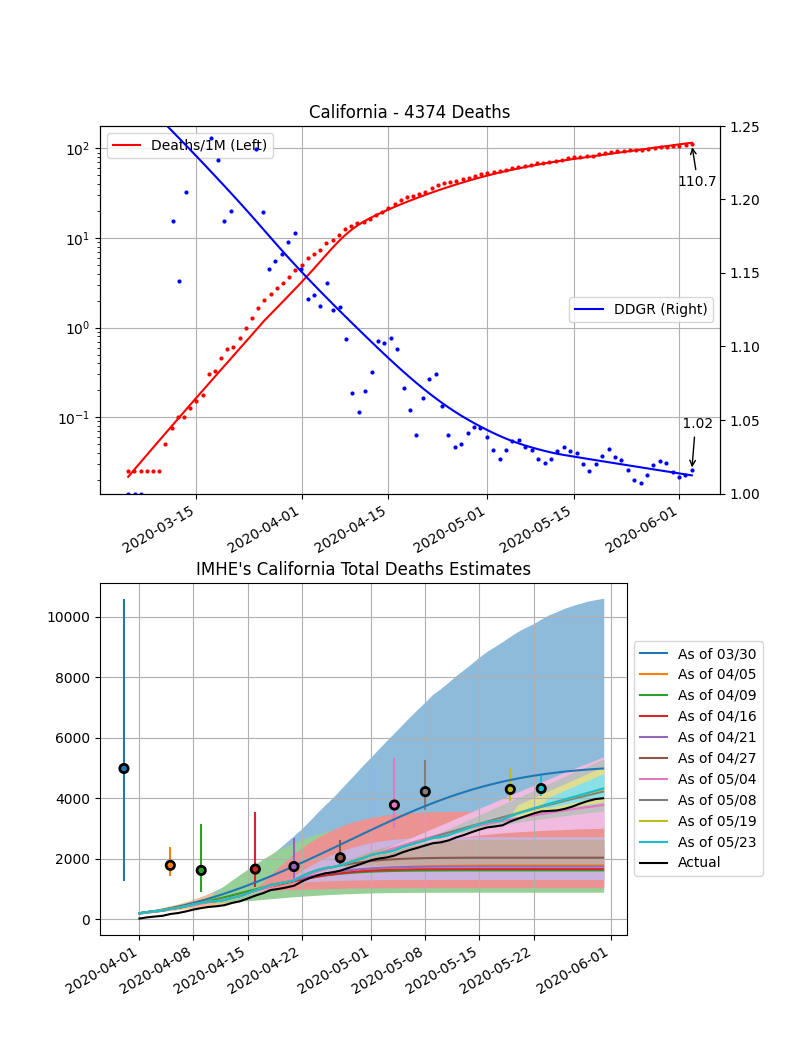 California - 4374 Deaths
Deaths/1M (Left)
DDGR (Right)
110.7
1.02
10²
10¹
10⁰
10⁻¹
1.25
1.20
1.15
1.10
1.05
1.00
2020-03-15
2020-04-01
2020-04-15
2020-05-01
2020-05-15
2020-06-01
IMHE's California Total Deaths Estimates
10000
8000
6000
4000
2000
0
2020-04-01
2020-04-08
2020-04-15
2020-04-22
2020-05-01
2020-05-08
2020-05-15
2020-05-22
2020-06-01
As of 03/30
As of 04/05
As of 04/09
As of 04/16
As of 04/21
As of 04/27
As of 05/04
As of 05/08
As of 05/19
As of 05/23
Actual